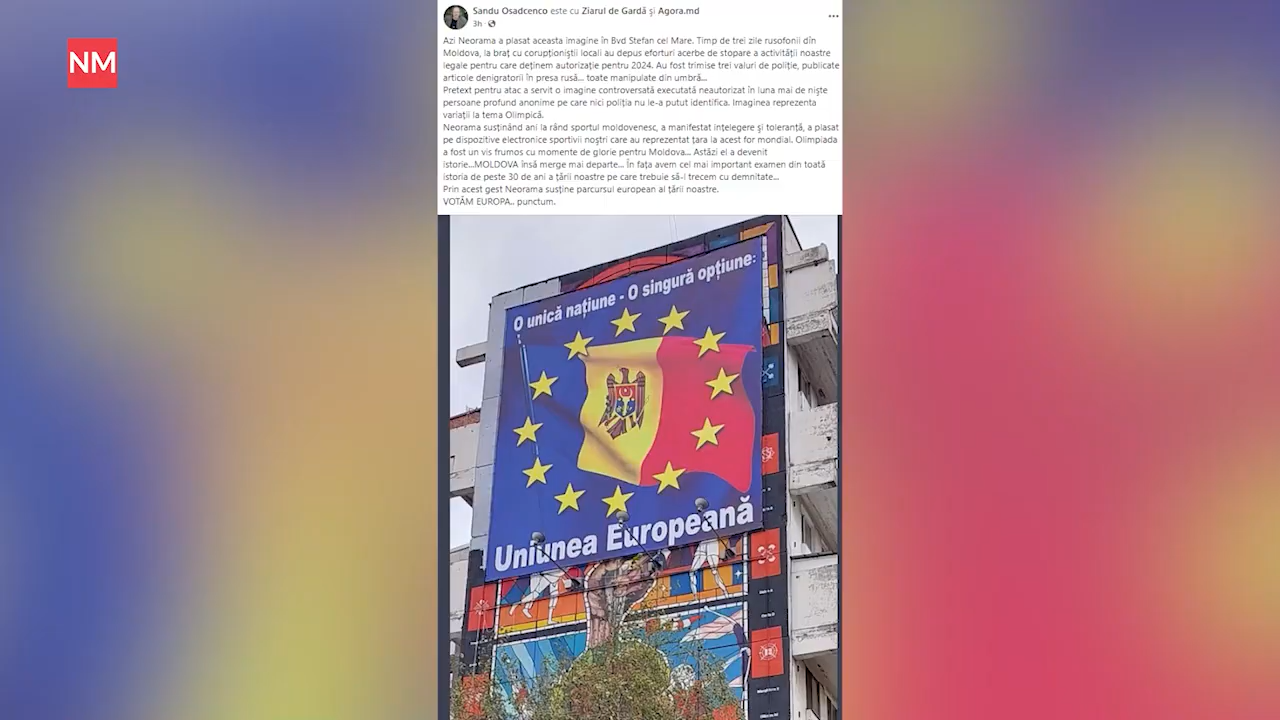 NM
Sandu Osadcenco este cu Ziarul de Gardă și Agora.md
3h
Azi Neorama a plasat aceasta imagine în Bvd Stefan cel Mare. Timp de trei zile rusofonii dîn
Moldova, la braț cu corupționiștii locali au depus eforturi acerbe de stopare a activității noastre
legale pentru care deținem autorizație pentru 2024. Au fost trimise trei valuri de poliție, publicate
articole denigratorii în presa rusă... toate manipulate din umbră...
Pretext pentru atac a servit o imagine controversată executată neautorizat în luna mai de niște
persoane profund anonime pe care nici poliția nu le-a putut identifica. Imaginea reprezenta
variații la tema Olimpică.
Neorama susținând ani la rând sportul moldovenesc, a manifestat ințelegere și toleranță, a plasat
pe dispozitive electronice sportivii noștri care au reprezentat țara la acest for mondial. Olimpiada
a fost un vis frumos cu momente de glorie pentru Moldova... Astăzi el a devenit
istorie...MOLDOVA însă merge mai departe... În fața avem cel mai important examen din toată
istoria de peste 30 de ani a țării noastre pe care trebuie să-l trecem cu demnitate...
Prin acest gest Neorama susține parcursul european al țării noastre.
VOTĂM EUROPA.. punctum.
O unică națiune - O singură opțiune:
Uniunea Europeană